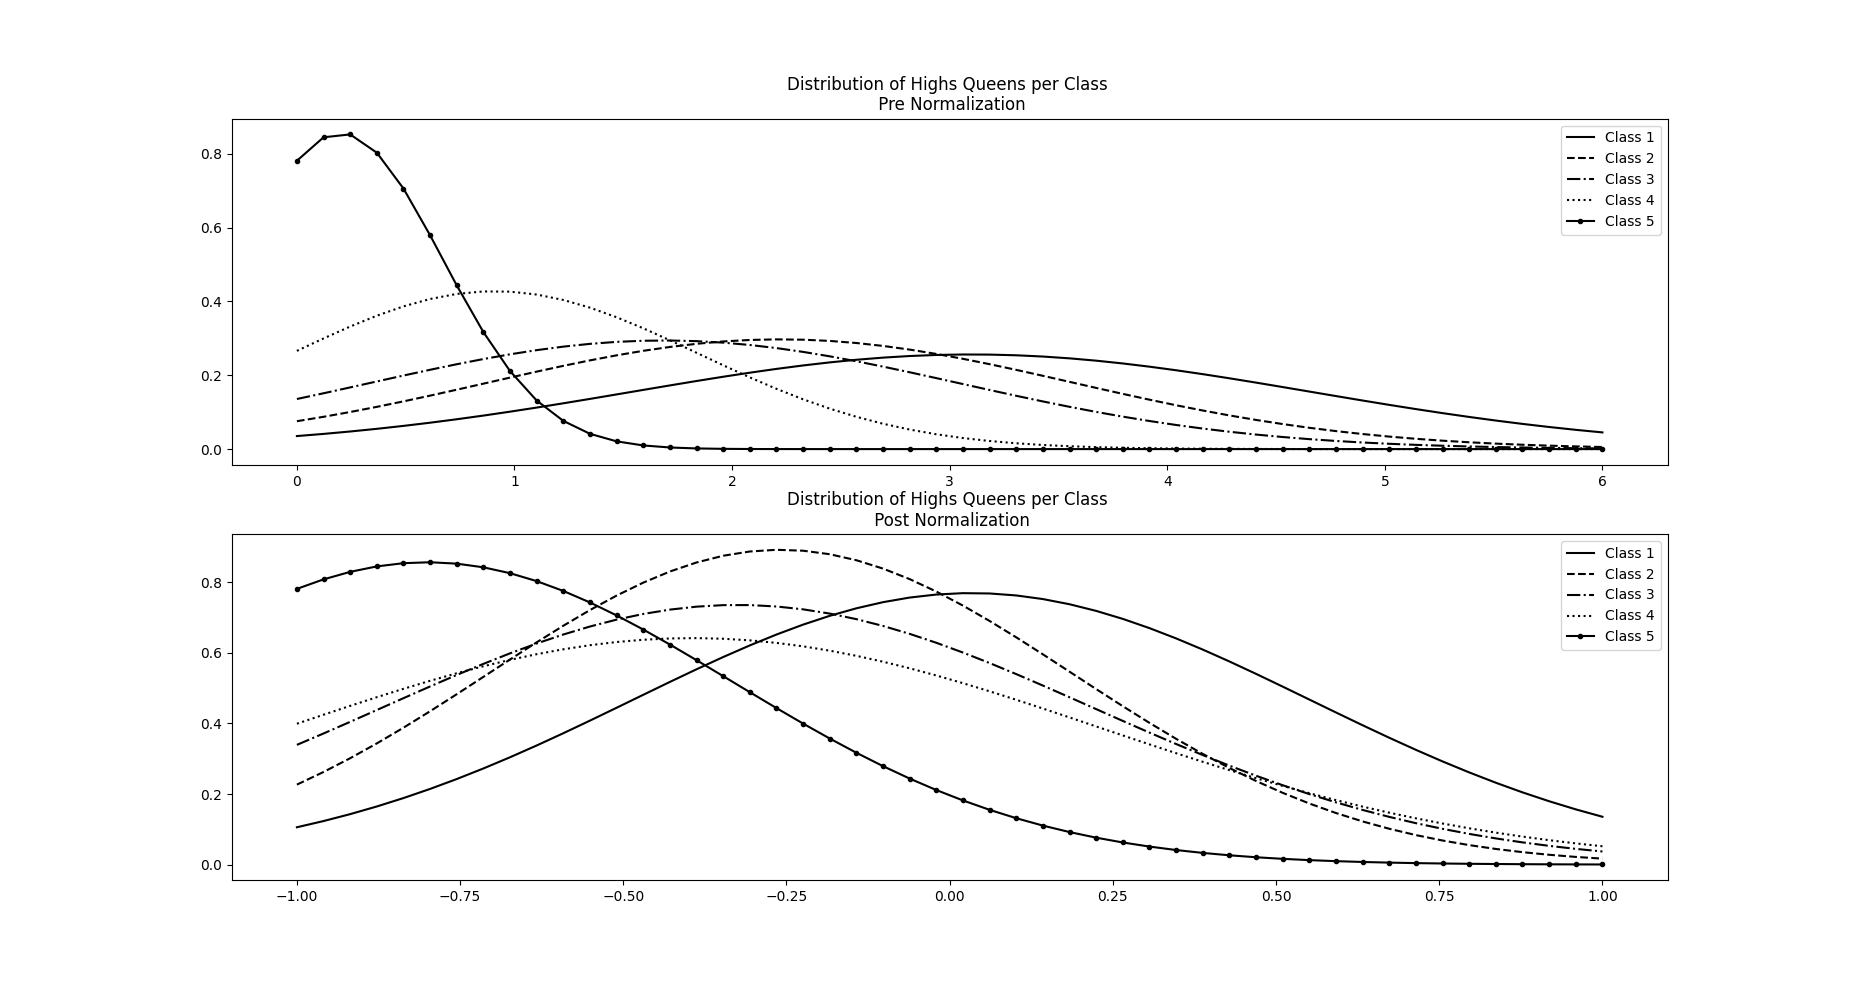 Distribution of Highs Queens per Class
Pre Normalization
0.8
0.6
0.4
0.2
0.0
0 1 2 3 4 5 6
Class 1
Class 2
Class 3
Class 4
Class 5
Distribution of Highs Queens per Class
Post Normalization
0.8
0.6
0.4
0.2
0.0
−1.00 −0.75 −0.50 −0.25 0.00 0.25 0.50 0.75 1.00
Class 1
Class 2
Class 3
Class 4
Class 5